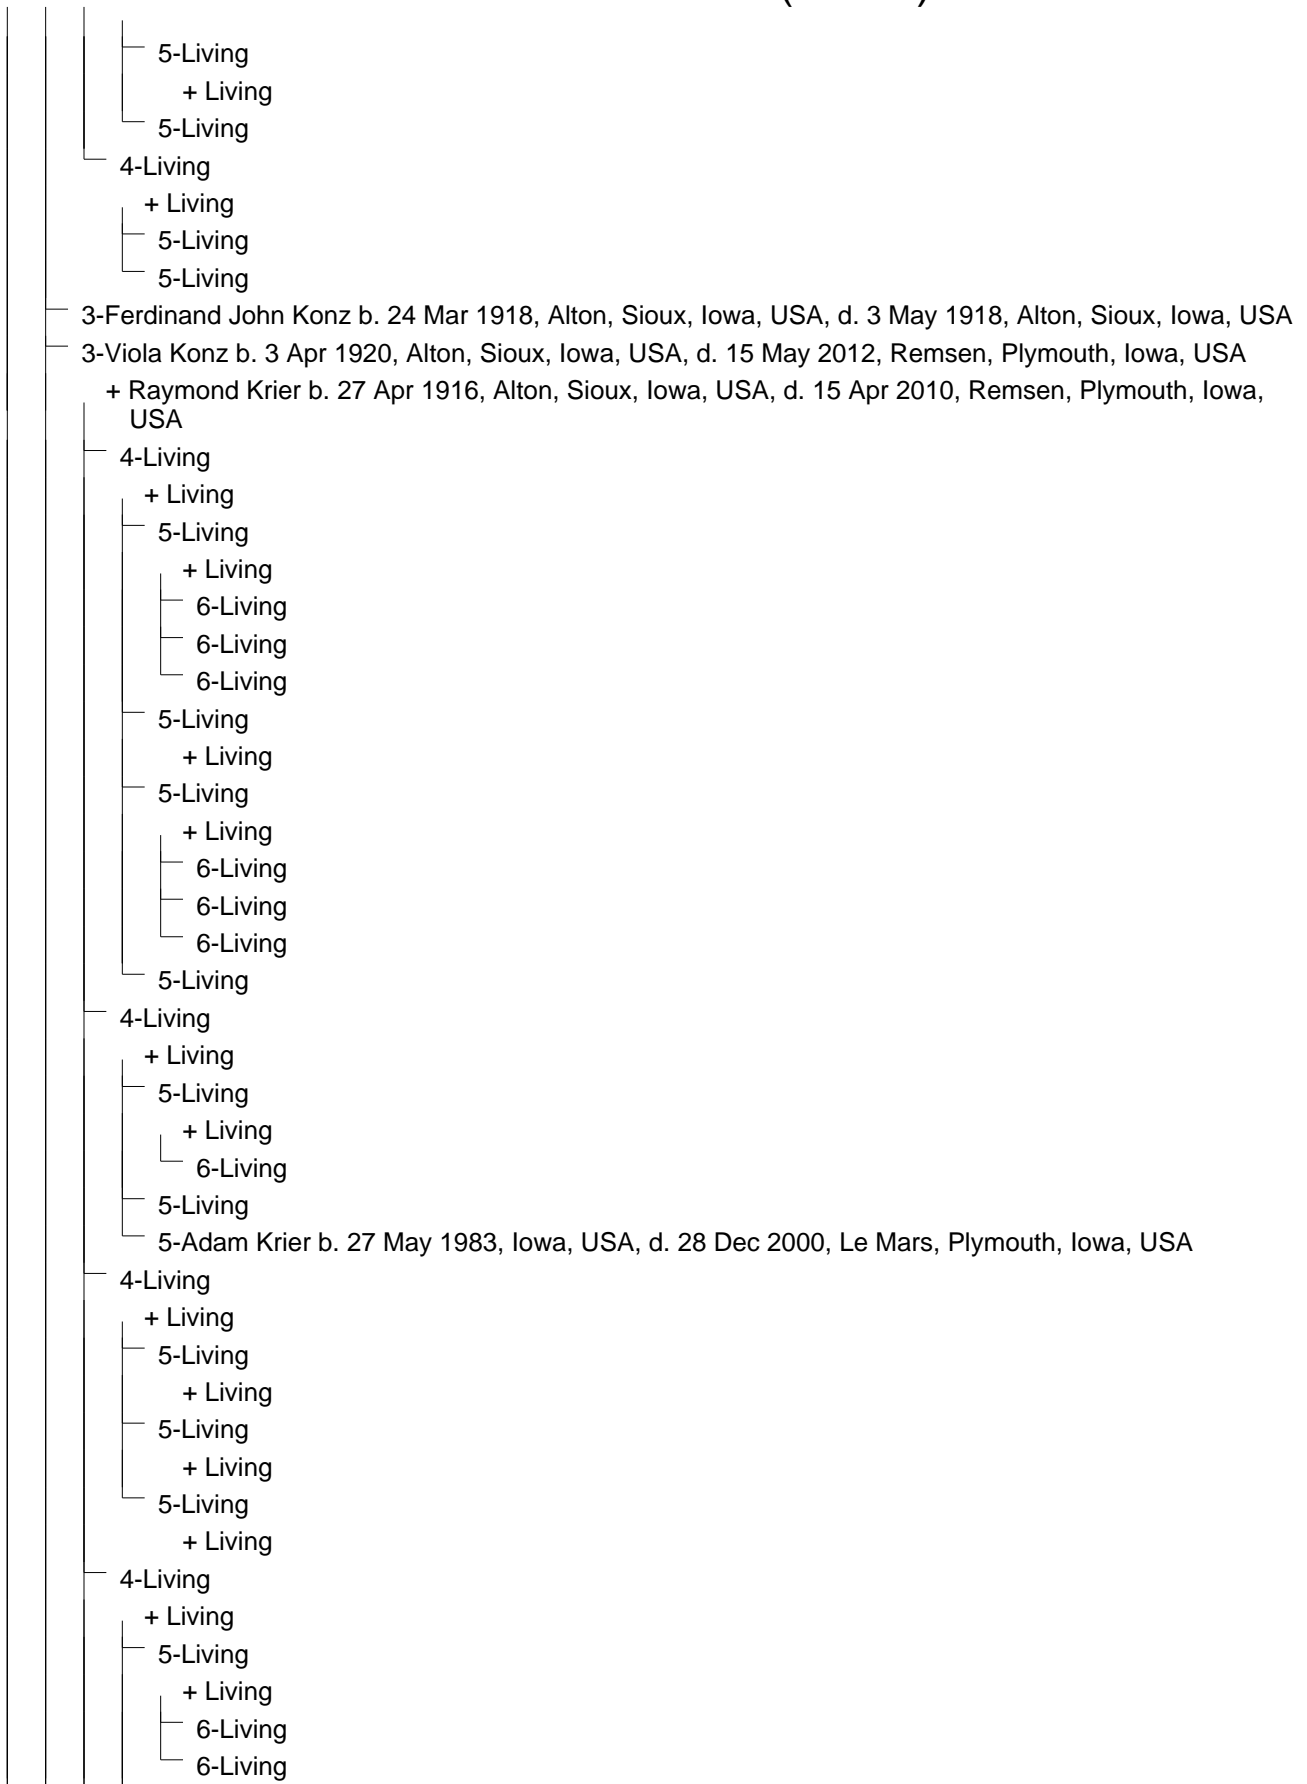 5-Living
+ Living
5-Living
4-Living
+ Living
5-Living
5-Living
3-Ferdinand John Konz b. 24 Mar 1918, Alton, Sioux, Iowa, USA, d. 3 May 1918, Alton, Sioux, Iowa, USA
3-Viola Konz b. 3 Apr 1920, Alton, Sioux, Iowa, USA, d. 15 May 2012, Remsen, Plymouth, Iowa, USA
+ Raymond Krier b. 27 Apr 1916, Alton, Sioux, Iowa, USA, d. 15 Apr 2010, Remsen, Plymouth, Iowa,
USA
4-Living
+ Living
5-Living
+ Living
6-Living
6-Living
6-Living
5-Living
+ Living
5-Living
+ Living
6-Living
6-Living
6-Living
5-Living
4-Living
+ Living
5-Living
+ Living
6-Living
5-Living
5-Adam Krier b. 27 May 1983, Iowa, USA, d. 28 Dec 2000, Le Mars, Plymouth, Iowa, USA
4-Living
+ Living
5-Living
+ Living
5-Living
+ Living
5-Living
+ Living
4-Living
+ Living
5-Living
+ Living
6-Living
6-Living